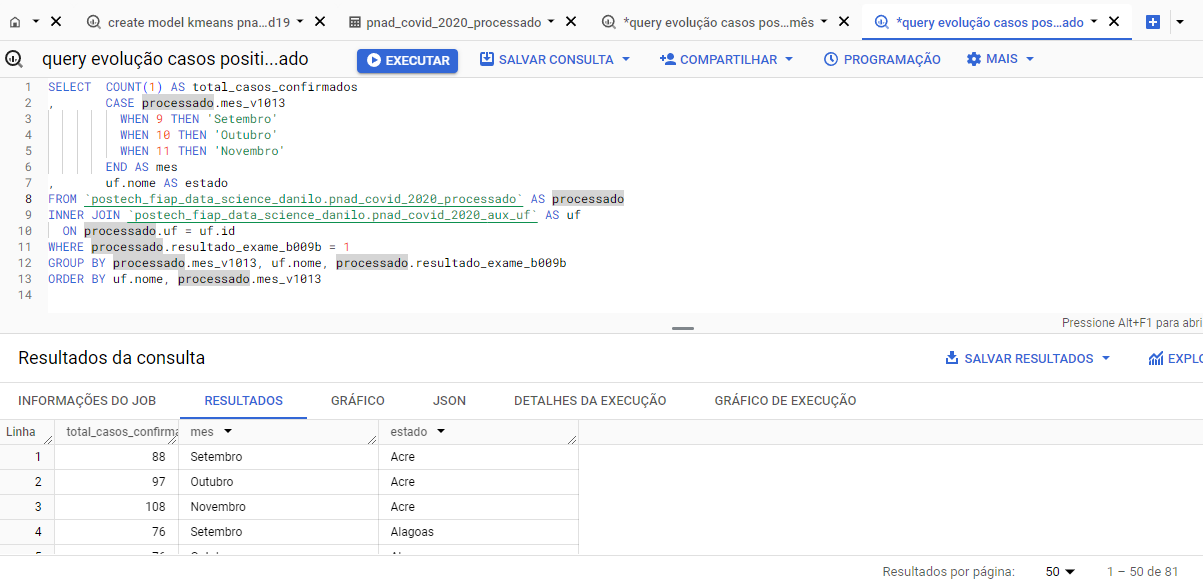 create model kmeans pna...d19
pnad_covid_2020_processado
*query evolução casos pos...mês
*query evolução casos pos...ado
query evolução casos positi...ado
EXECUTAR
SALVAR CONSULTA
COMPARTILHAR
PROGRAMAÇÃO
MAIS
1 SELECT COUNT(1) AS total_casos_confirmados
2 , CASE processado.mes_v1013
3 WHEN 9 THEN 'Setembro'
4 WHEN 10 THEN 'Outubro'
5 WHEN 11 THEN 'Novembro'
6 END AS mes
7 , uf.nome AS estado
8 FROM `postech_fiap_data_science_danilo.pnad_covid_2020_processado` AS processado
9 INNER JOIN `postech_fiap_data_science_danilo.pnad_covid_2020_aux_uf` AS uf
10 ON processado.uf = uf.id
11 WHERE processado.resultado_exame_b009b = 1
12 GROUP BY processado.mes_v1013, uf.nome, processado.resultado_exame_b009b
13 ORDER BY uf.nome, processado.mes_v1013
14
Pressione Alt+F1 para abri
Resultados da consulta
SALVAR RESULTADOS
EXPLO
INFORMAÇÕES DO JOB
RESULTADOS
GRÁFICO
JSON
DETALHES DA EXECUÇÃO
GRÁFICO DE EXECUÇÃO
Linha total_casos_confirma mes estado
1 88 Setembro Acre
2 97 Outubro Acre
3 108 Novembro Acre
4 76 Setembro Alagoas
Resultados por página: 50 1 – 50 de 81